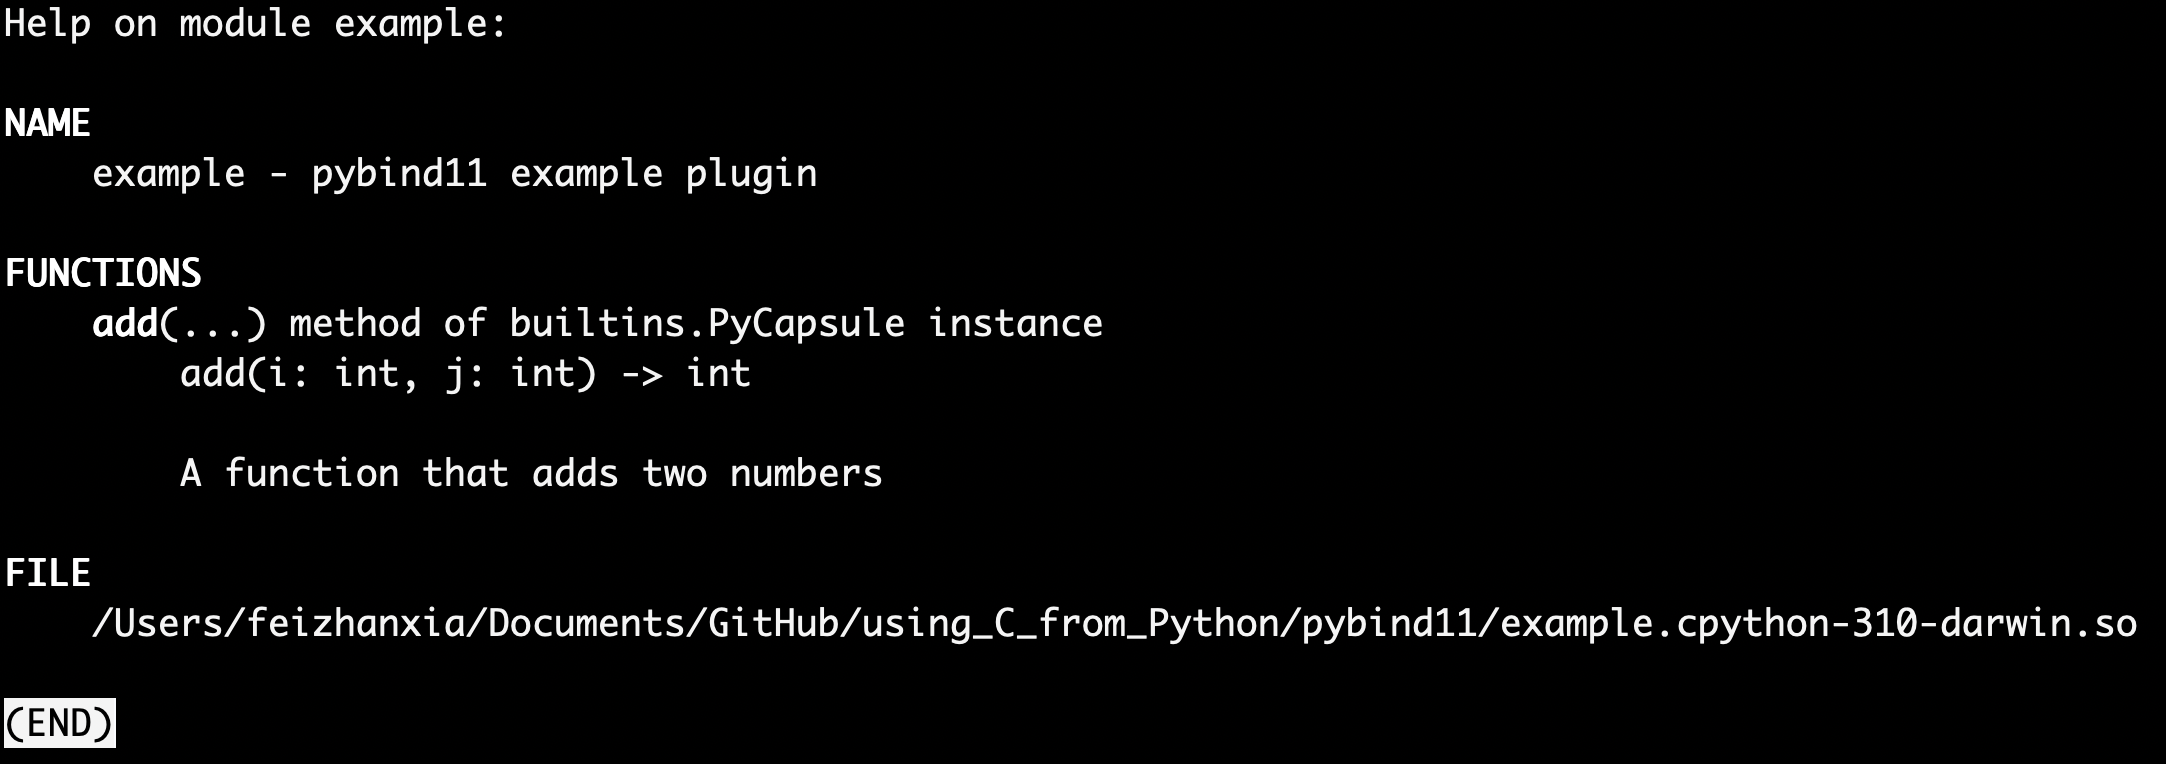 Help on module example:
NAME
example - pybind11 example plugin
FUNCTIONS
add(...) method of builtins.PyCapsule instance
add(i: int, j: int) -> int
A function that adds two numbers
FILE
/Users/feizhanxia/Documents/GitHub/using_C_from_Python/pybind11/example.cpython-310-darwin.so
(END)